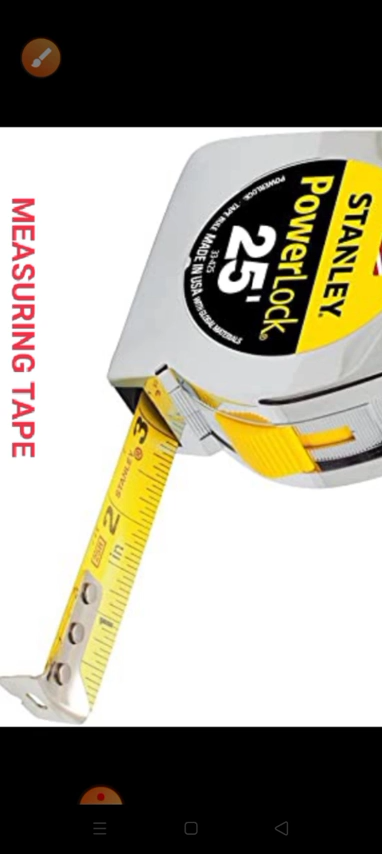 MEASURING TAPE
STANLEY®
PowerLock®
25'
33-425
POWERLOCK® TAPE RULE MADE IN USA WITH GLOBAL MATERIALS
3
STANLEY
2
in
1